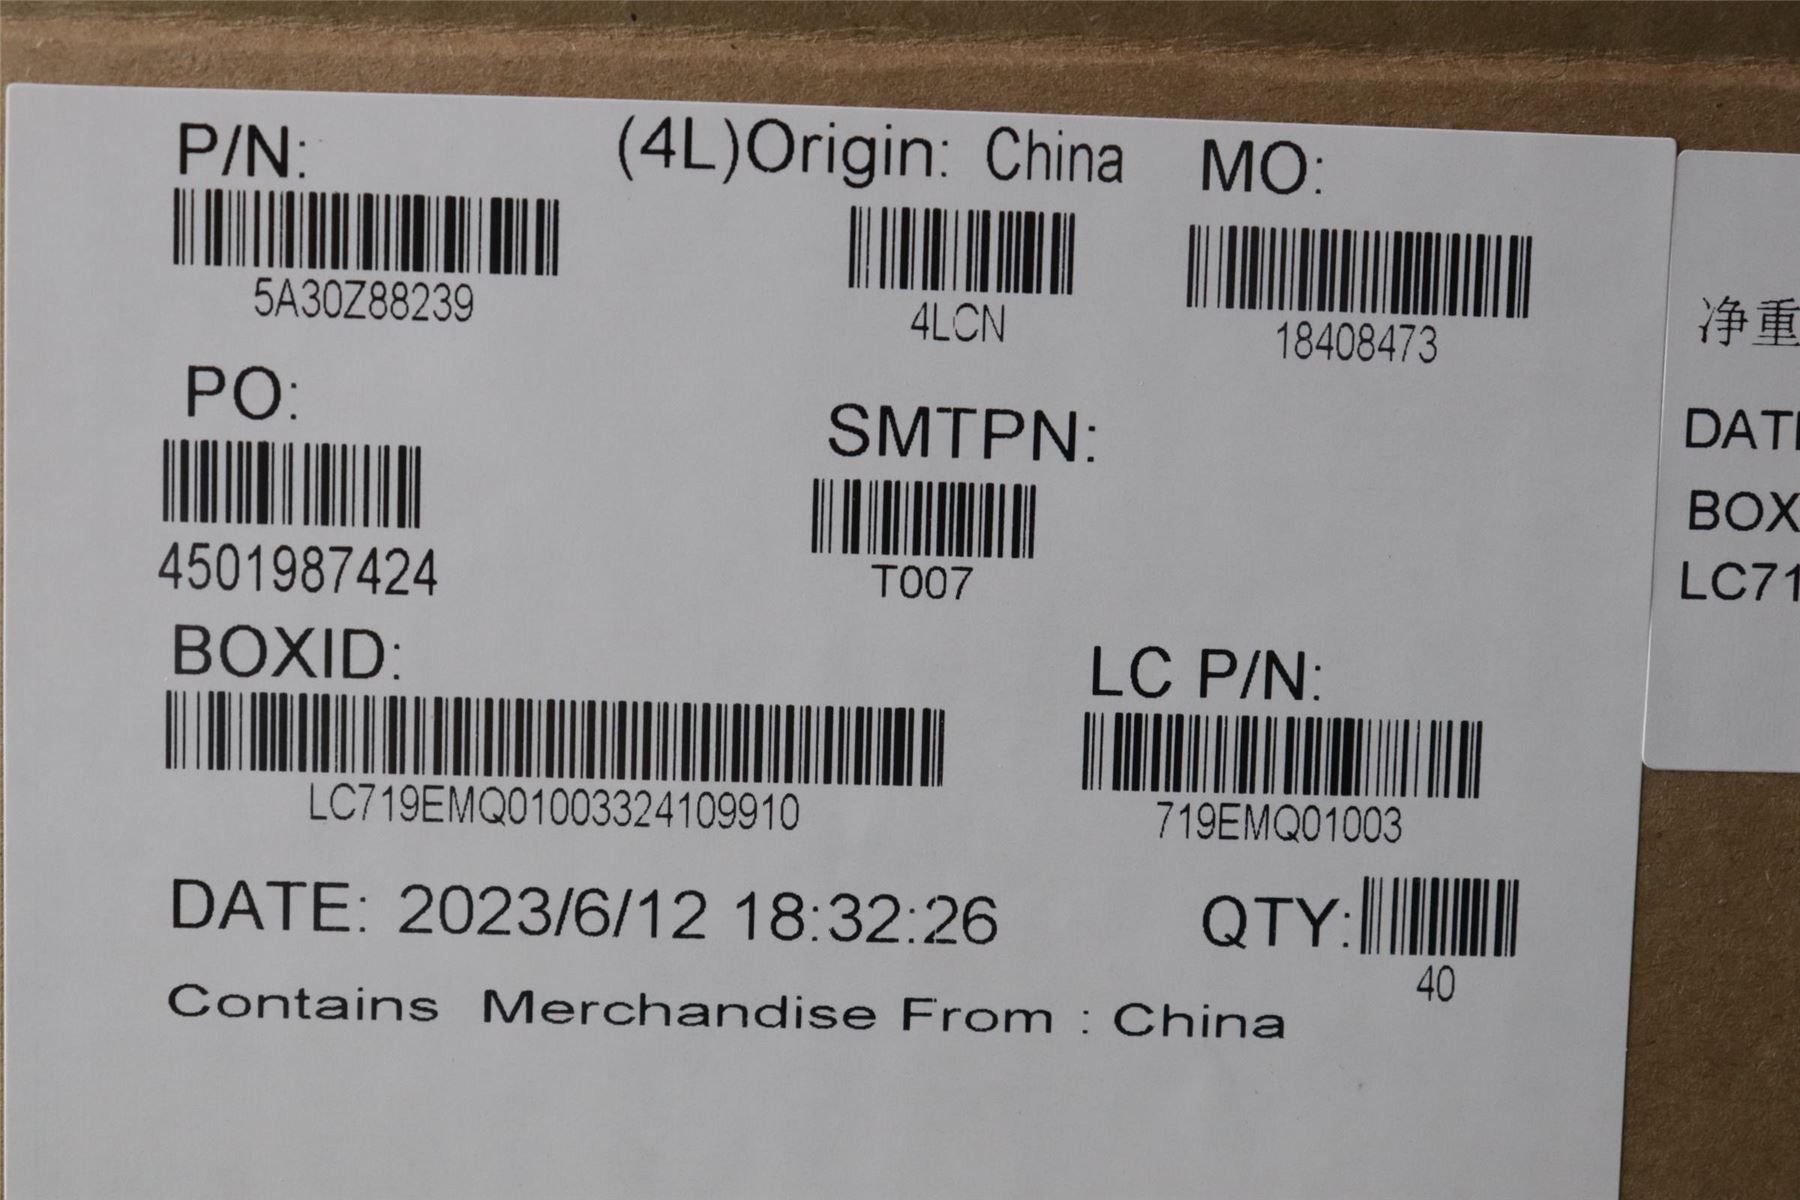 P/N:
(4L)Origin: China
MO:
5A30Z88239
4LCN
18408473
PO:
SMTPN:
4501987424
T007
BOXID:
LC P/N:
LC719EMQ01003324109910
719EMQ01003
DATE: 2023/6/12 18:32:26
QTY:
40
Contains Merchandise From : China
净重
DATE
BOX
LC71